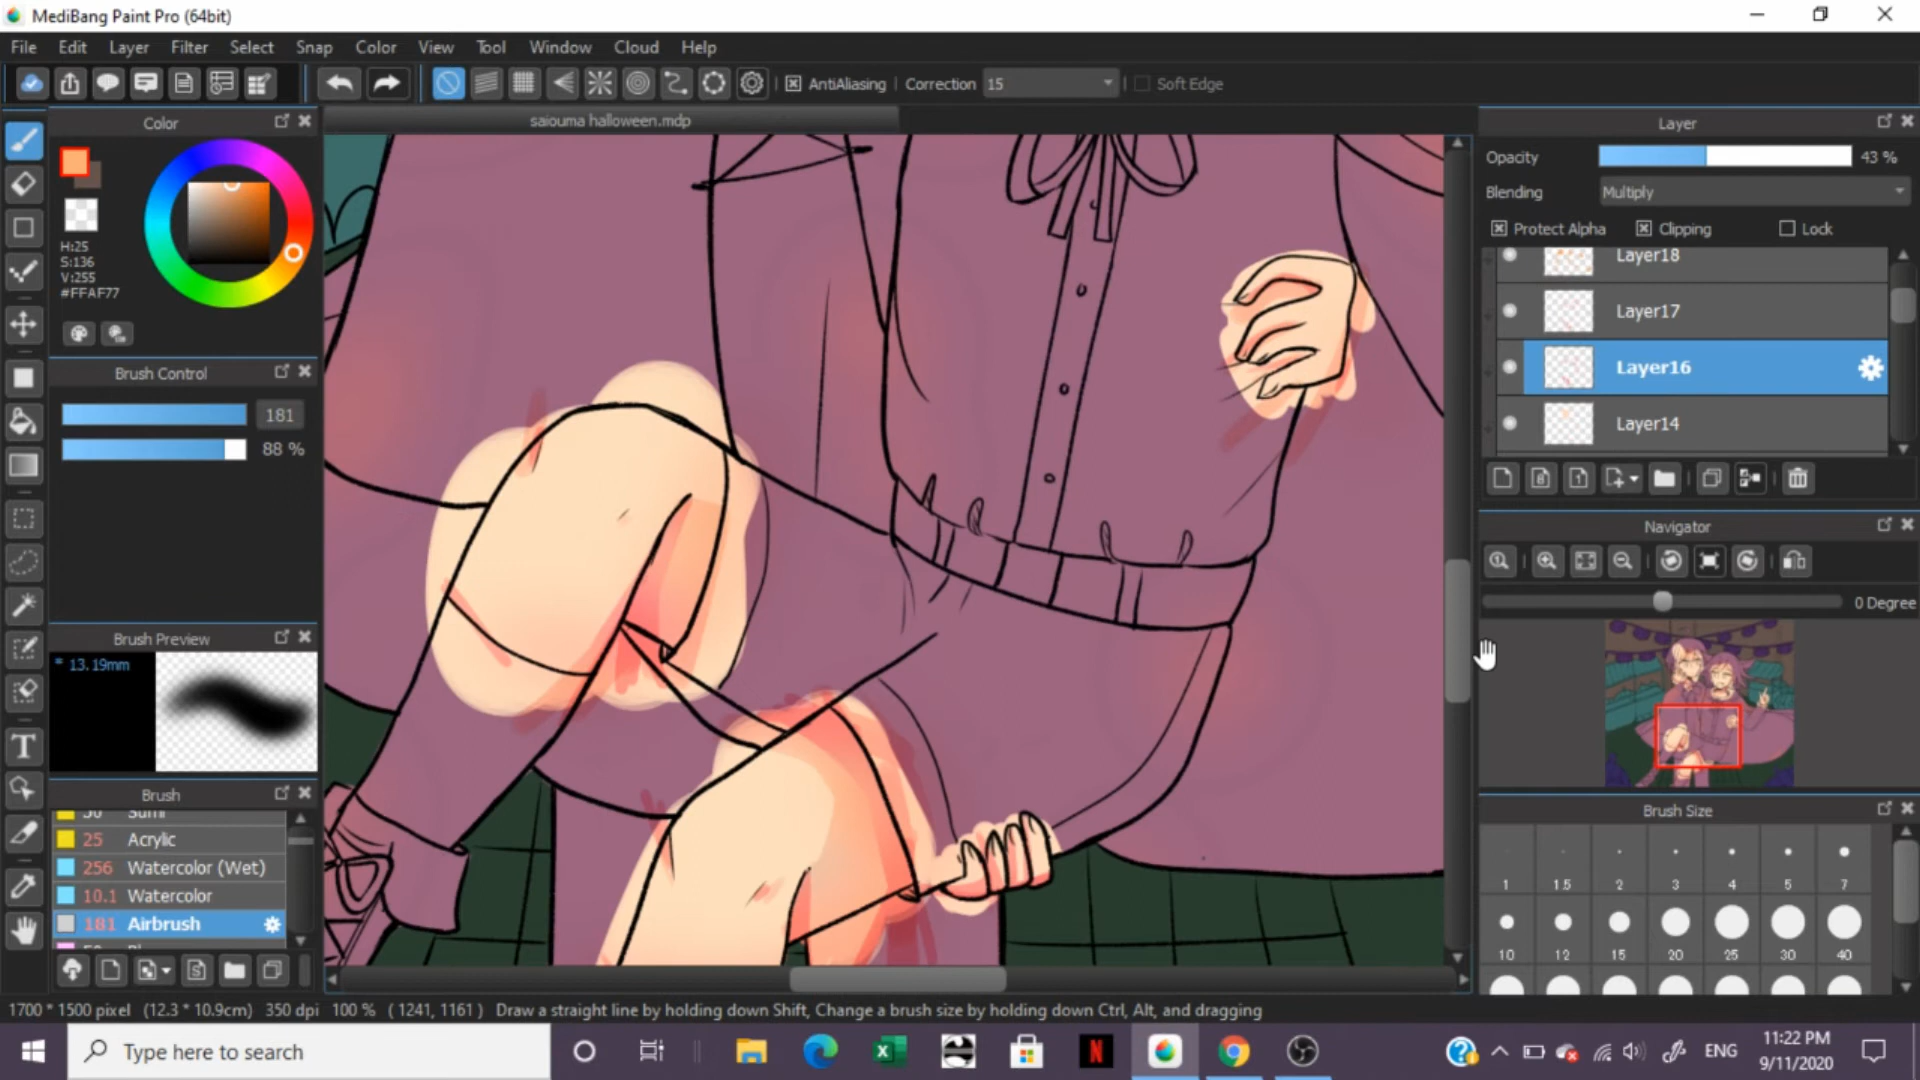 MediBang Paint Pro (64bit)
File Edit Layer Filter Select Snap Color View Tool Window Cloud Help
AntiAliasing Correction 15 Soft Edge
Color
saiouma halloween.mdp
Layer
Opacity 43 %
Blending Multiply
Protect Alpha Clipping Lock
H:25
S:136
V:255
#FFAF77
Layer18
Layer17
Layer16
Layer14
Brush Control
181
88 %
Navigator
0 Degree
Brush Preview
* 13.19mm
Brush
Sumi
25 Acrylic
256 Watercolor (Wet)
10.1 Watercolor
181 Airbrush
Brush Size
1 1.5 2 3 4 5 7
10 12 15 20 25 30 40
1700 * 1500 pixel (12.3 * 10.9cm) 350 dpi 100 % ( 1241, 1161 ) Draw a straight line by holding down Shift, Change a brush size by holding down Ctrl, Alt, and dragging
Type here to search
ENG
11:22 PM
9/11/2020